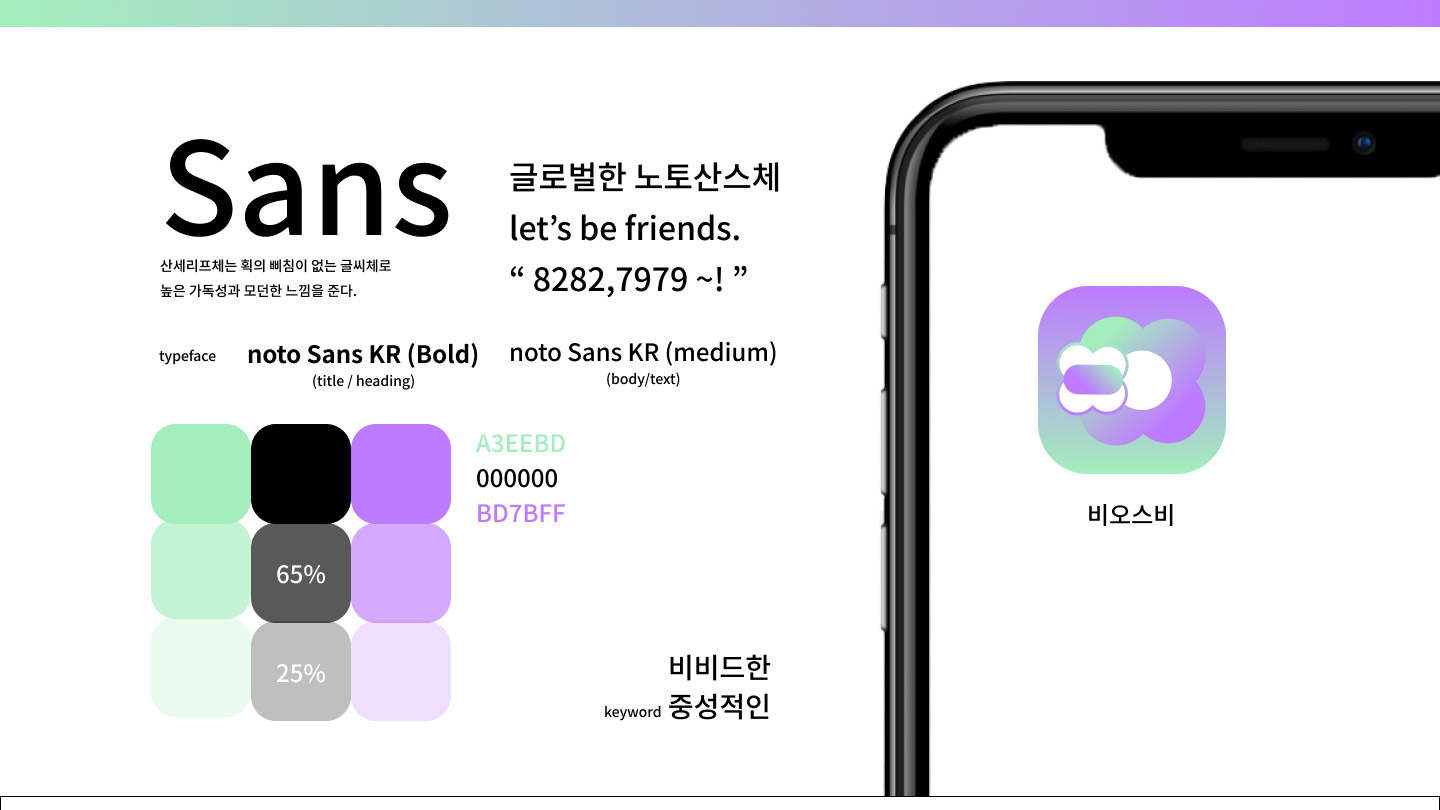 Sans
산세리프체는 획의 삐침이 없는 글씨체로
높은 가독성과 모던한 느낌을 준다.
글로벌한 노토산스체
let’s be friends.
“ 8282,7979 ~! ”
typeface
noto Sans KR (Bold)
(title / heading)
noto Sans KR (medium)
(body/text)
A3EEBD
000000
BD7BFF
65%
25%
비비드한
keyword 중성적인
비오스비